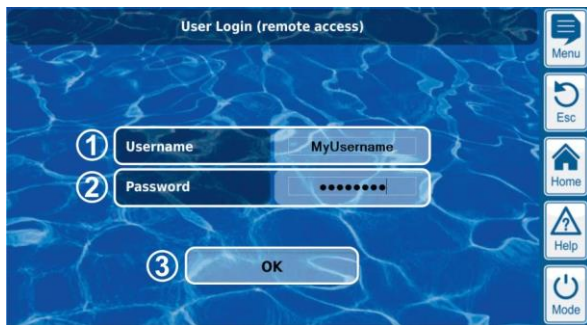 User Login (remote access)
Menu
Esc
1 Username MyUsername
2 Password ••••••••
Home
Help
3 OK
Mode